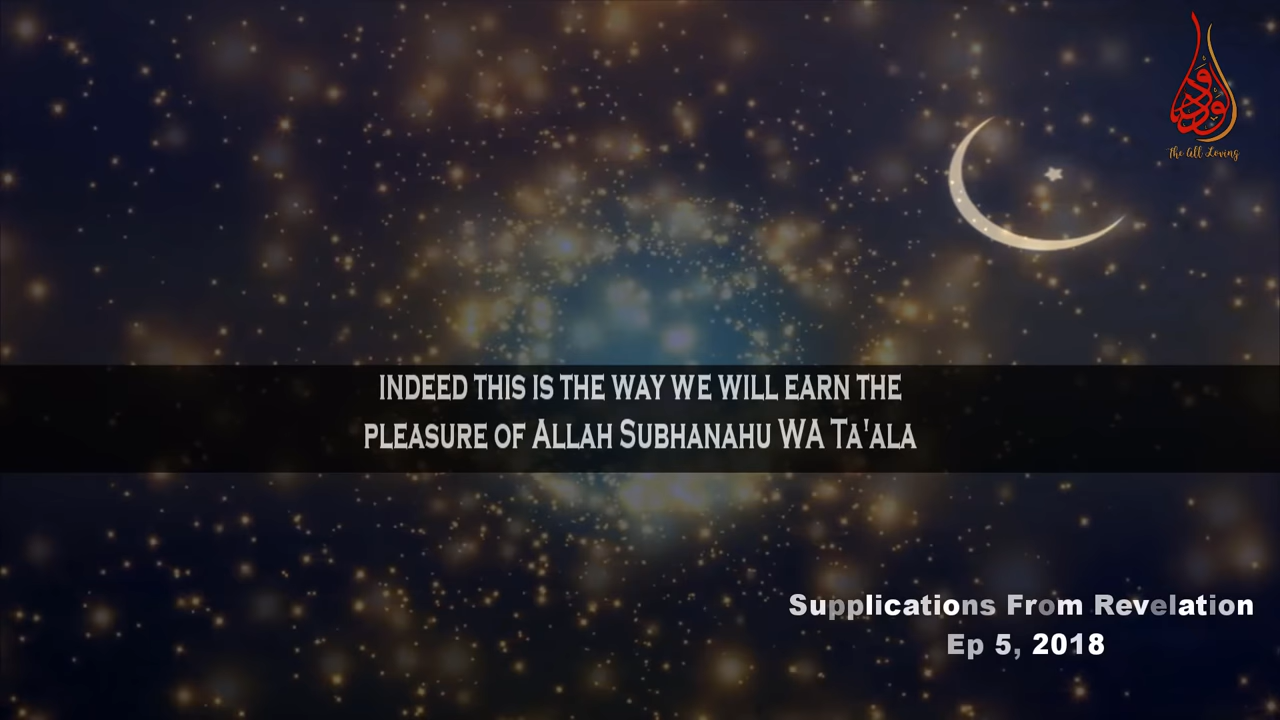 الودود
The All Loving
INDEED THIS IS THE WAY WE WILL EARN THE
PLEASURE OF ALLAH SUBHANAHU WA TA'ALA
Supplications From Revelation
Ep 5, 2018